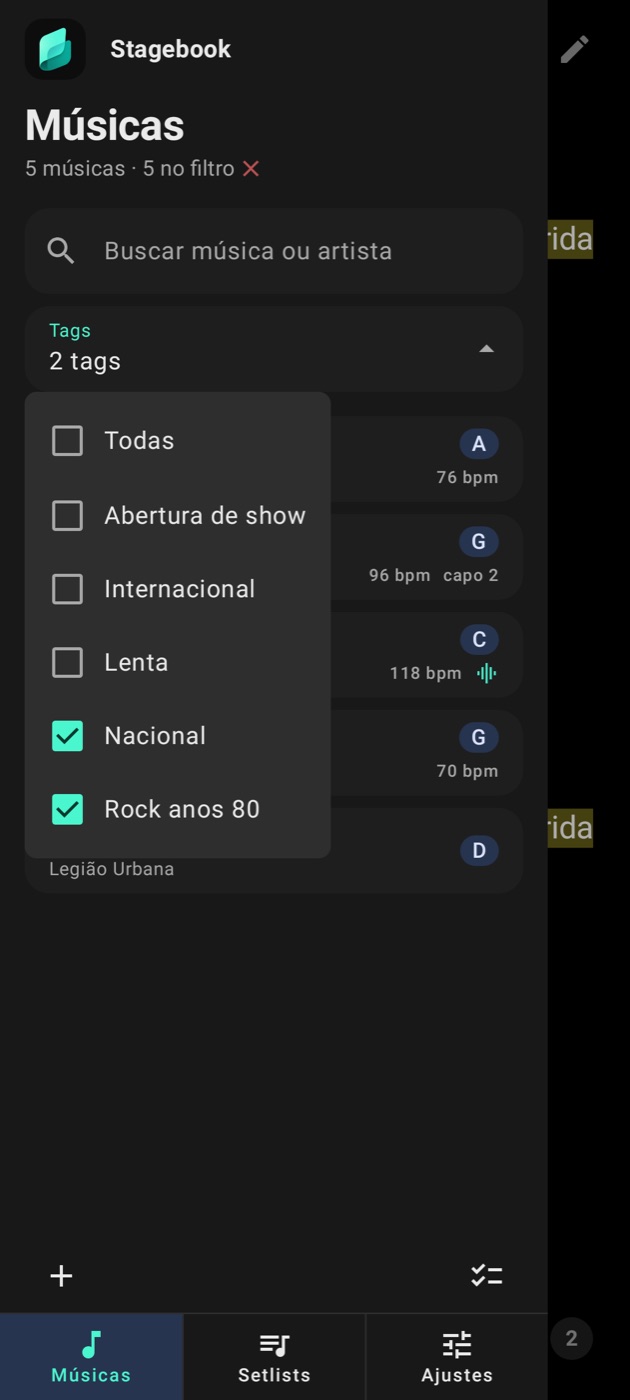 Stagebook
Músicas
5 músicas · 5 no filtro
Buscar música ou artista
Tags
2 tags
Todas
Abertura de show
Internacional
Lenta
Nacional
Rock anos 80
A
76 bpm
G
96 bpm capo 2
C
118 bpm
G
70 bpm
D
Legião Urbana
rida
rida
2
Músicas
Setlists
Ajustes